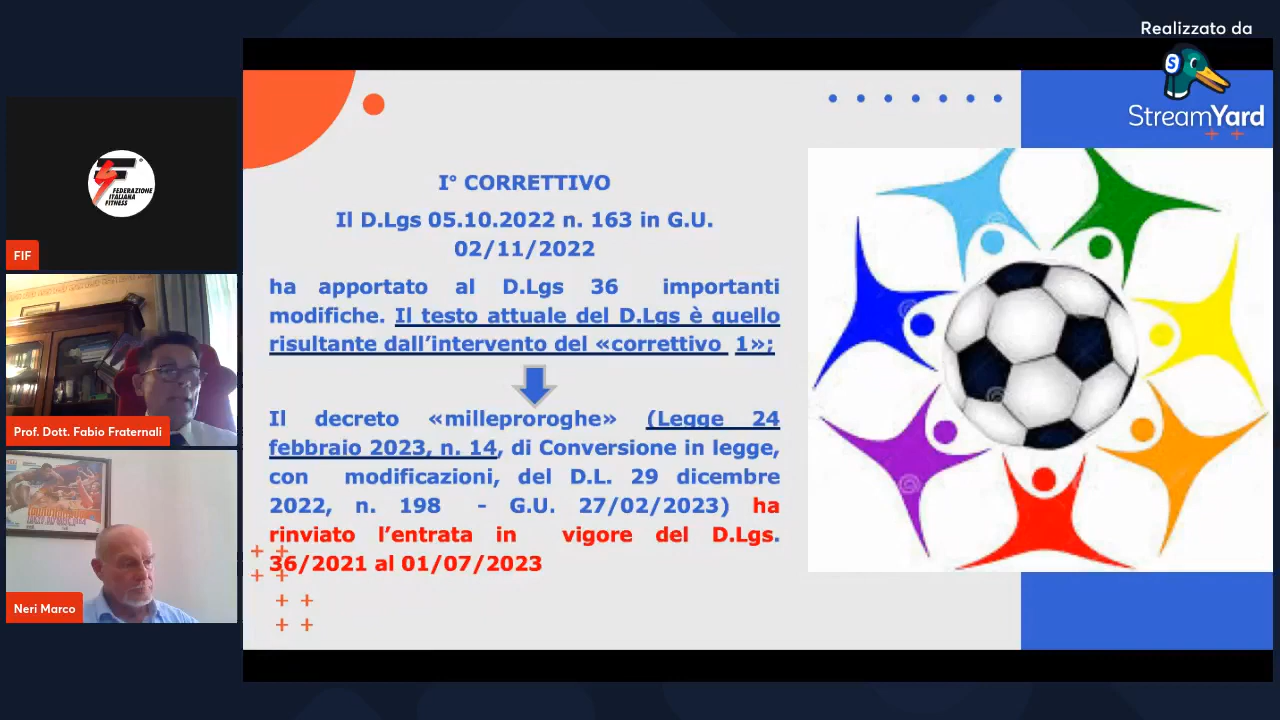 Realizzato da
StreamYard
FEDERAZIONE
ITALIANA
FITNESS
FIF
Prof. Dott. Fabio Fraternali
Neri Marco
I° CORRETTIVO
Il D.Lgs 05.10.2022 n. 163 in G.U.
02/11/2022
ha apportato al D.Lgs 36 importanti
modifiche. Il testo attuale del D.Lgs è quello
risultante dall’intervento del «correttivo 1»;
Il decreto «milleproroghe» (Legge 24
febbraio 2023, n. 14, di Conversione in legge,
con modificazioni, del D.L. 29 dicembre
2022, n. 198 - G.U. 27/02/2023) ha
rinviato l’entrata in vigore del D.Lgs.
36/2021 al 01/07/2023